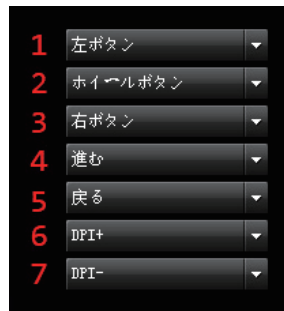 1 左ボタン
2 ホイールボタン
3 右ボタン
4 進む
5 戻る
6 DPI+
7 DPI-